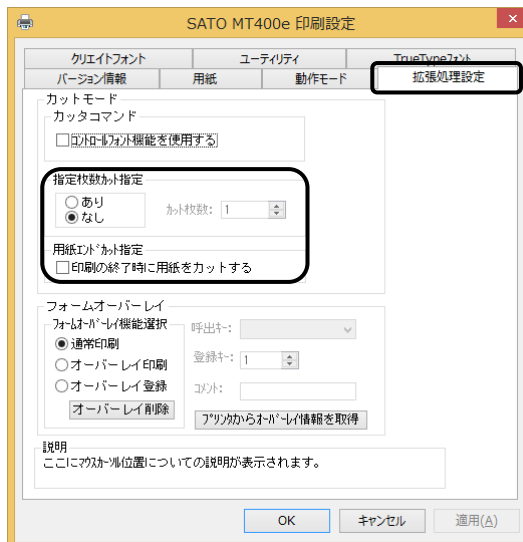 SATO MT400e 印刷設定
クリエイトフォント
ユーティリティ
TrueTypeフォント
バージョン情報
用紙
動作モード
拡張処理設定
カットモード
カッタコマンド
コントロールフォント機能を使用する
指定枚数カット指定
あり
なし
カット枚数: 1
用紙エンドカット指定
印刷の終了時に用紙をカットする
フォームオーバーレイ
フォームオーバーレイ機能選択
通常印刷
オーバーレイ印刷
オーバーレイ登録
オーバーレイ削除
呼出キー:
登録キー: 1
コメント:
プリンタからオーバーレイ情報を取得
説明
ここにマウスカーソル位置についての説明が表示されます。
OK
キャンセル
適用(A)